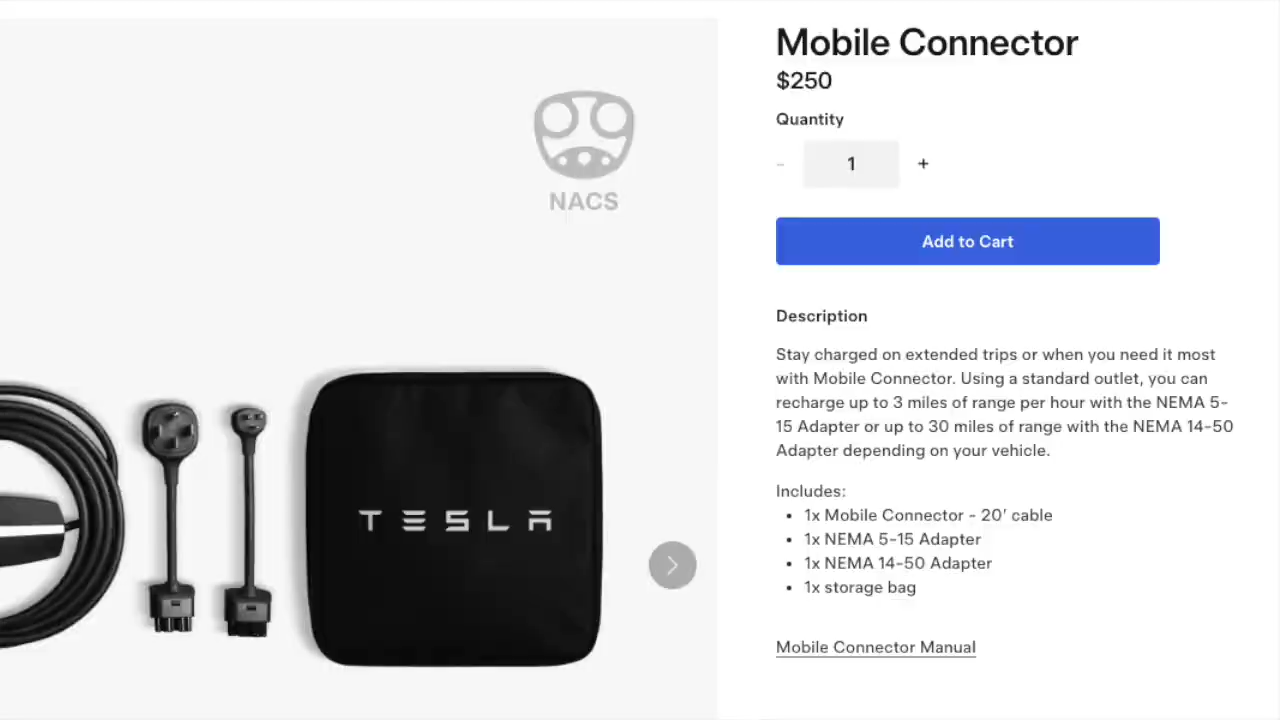 Mobile Connector
$250
Quantity
-
1
+
Add to Cart
Description
Stay charged on extended trips or when you need it most
with Mobile Connector. Using a standard outlet, you can
recharge up to 3 miles of range per hour with the NEMA 5-
15 Adapter or up to 30 miles of range with the NEMA 14-50
Adapter depending on your vehicle.
Includes:
• 1x Mobile Connector - 20' cable
• 1x NEMA 5-15 Adapter
• 1x NEMA 14-50 Adapter
• 1x storage bag
Mobile Connector Manual
NACS
TESLA